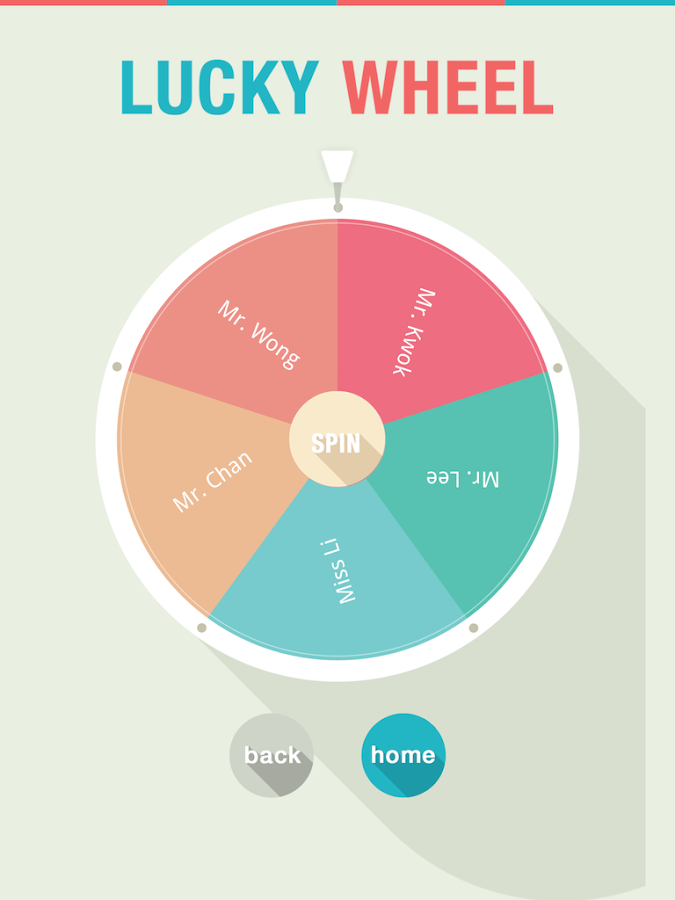 LUCKY WHEEL
Mr. Wong
Mr. Kwok
Mr. Chan
SPIN
Mr. Lee
Miss Li
back
home